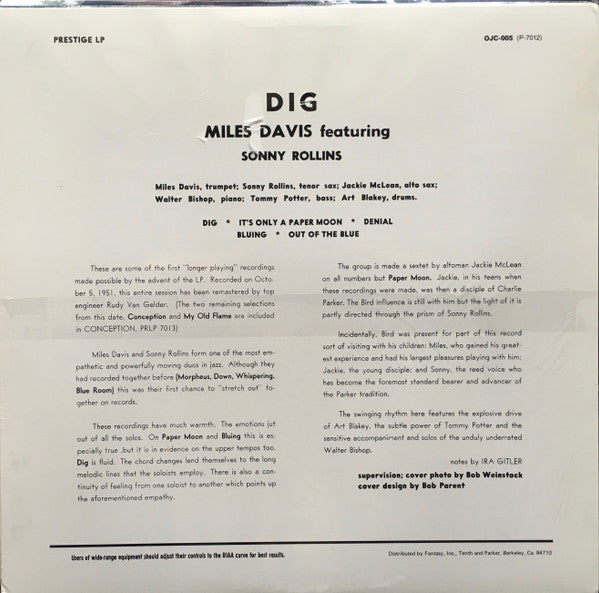 PRESTIGE LP
OJC-005 (P-7012)
DIG
MILES DAVIS featuring
SONNY ROLLINS
Miles Davis, trumpet; Sonny Rollins, tenor sax; Jackie McLean, alto sax;
Walter Bishop, piano; Tommy Potter, bass; Art Blakey, drums.
DIG * IT'S ONLY A PAPER MOON * DENIAL
BLUING * OUT OF THE BLUE
These are some of the first "longer playing" recordings
made possible by the advent of the LP. Recorded on Octo-
ber 5, 1951, this entire session has been remastered by top
engineer Rudy Van Gelder. (The two remaining selections
from this date, Conception and My Old Flame are included
in CONCEPTION, PRLP 7013)
Miles Davis and Sonny Rollins form one of the most em-
pathetic and powerfully moving duos in jazz. Although they
had recorded together before (Morpheus, Down, Whispering,
Blue Room) this was their first chance to "stretch out" to-
gether on records.
These recordings have much warmth. The emotions jut
out of all the solos. On Paper Moon and Bluing this is es-
pecially true but it is in evidence on the upper tempos too.
Dig is fluid. The chord changes lend themselves to the long
melodic lines that the soloists employ. There is also a con-
tinuity of feeling from one soloist to another which points up
the aforementioned empathy.
The group is made a sextet by altoman Jackie McLean
on all numbers but Paper Moon. Jackie, in his teens when
these recordings were made, was then a disciple of Charlie
Parker. The Bird influence is still with him but the light of it is
partly directed through the prism of Sonny Rollins.
Incidentally, Bird was present for part of this record
sort of visiting with his children: Miles, who gained his great-
est experience and had his largest pleasures playing with him;
Jackie, the young disciple; and Sonny, the reed voice who
has become the foremost standard bearer and advancer of
the Parker tradition.
The swinging rhythm here features the explosive drive
of Art Blakey, the subtle power of Tommy Potter and the
sensitive accompaniment and solos of the unduly underrated
Walter Bishop.
notes by IRA GITLER
supervision; cover photo by Bob Weinstock
cover design by Bob Parent
Users of wide-range equipment should adjust their controls to the RIAA curve for best results.
Distributed by Fantasy, Inc., Tenth and Parker, Berkeley, Ca. 94710